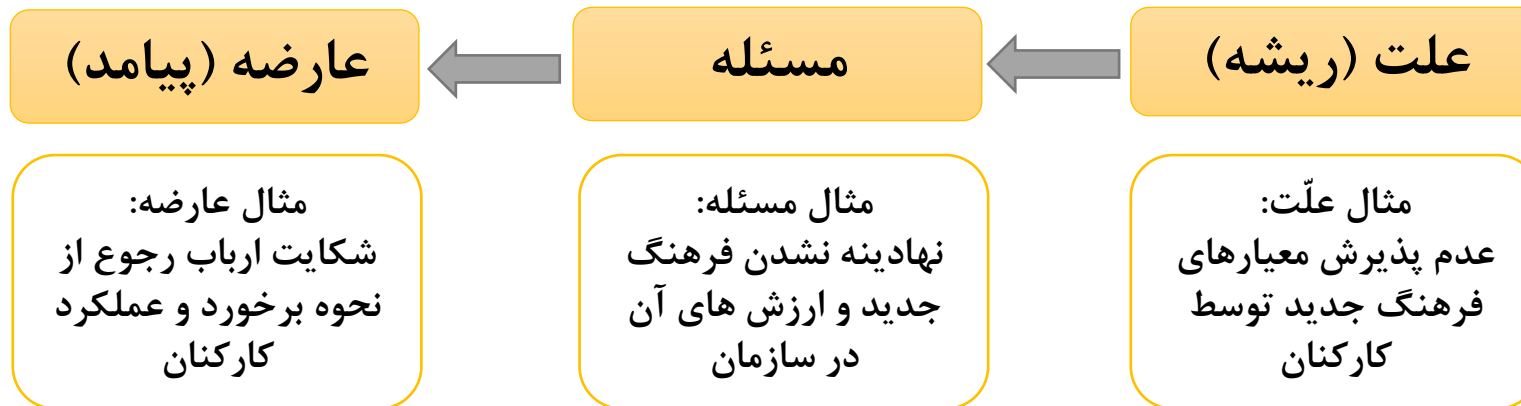 علت (ریشه)
مسئله
عارضه (پیامد)
مثال علّت:
عدم پذیرش معیارهای
فرهنگ جدید توسط
کارکنان
مثال مسئله:
نهادینه نشدن فرهنگ
جدید و ارزش های آن
در سازمان
مثال عارضه:
شکایت ارباب رجوع از
نحوه برخورد و عملکرد
کارکنان